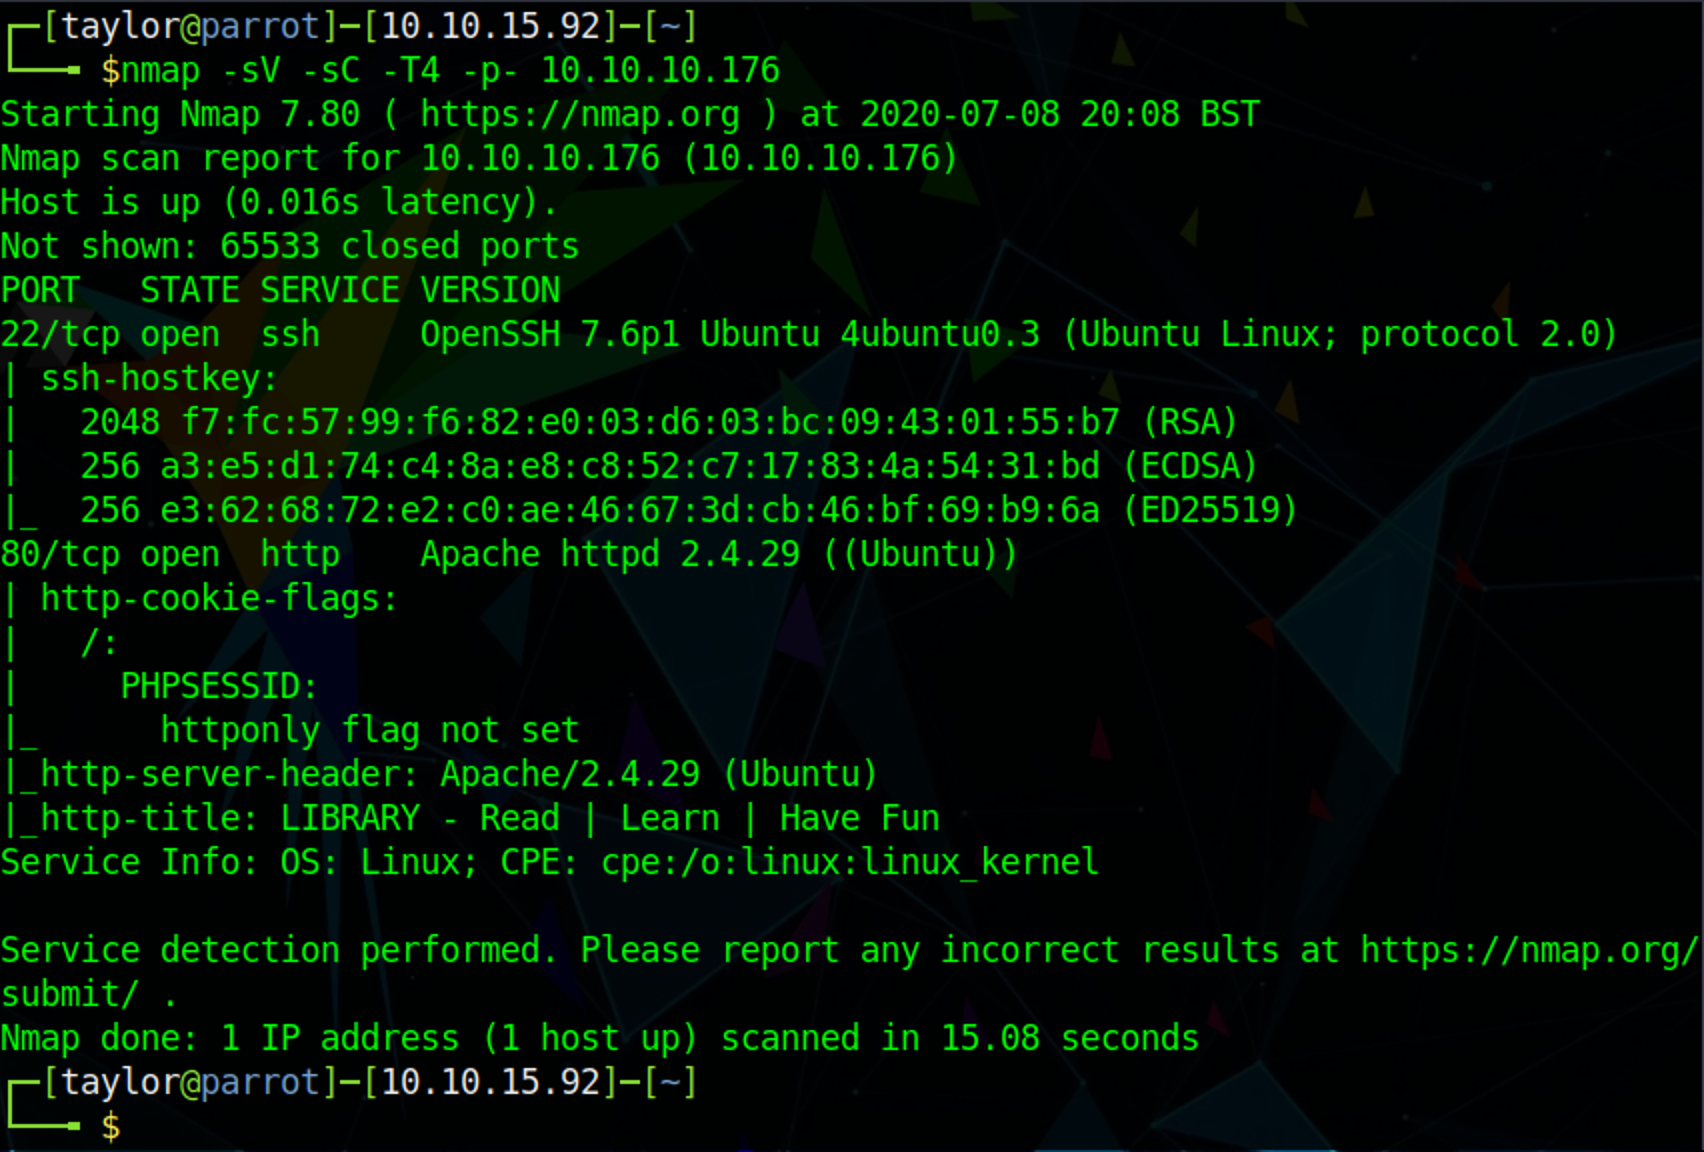 ┌─[taylor@parrot]─[10.10.15.92]─[~]
└──╼ $nmap -sV -sC -T4 -p- 10.10.10.176
Starting Nmap 7.80 ( https://nmap.org ) at 2020-07-08 20:08 BST
Nmap scan report for 10.10.10.176 (10.10.10.176)
Host is up (0.016s latency).
Not shown: 65533 closed ports
PORT   STATE SERVICE VERSION
22/tcp open  ssh     OpenSSH 7.6p1 Ubuntu 4ubuntu0.3 (Ubuntu Linux; protocol 2.0)
| ssh-hostkey:
|   2048 f7:fc:57:99:f6:82:e0:03:d6:03:bc:09:43:01:55:b7 (RSA)
|   256 a3:e5:d1:74:c4:8a:e8:c8:52:c7:17:83:4a:54:31:bd (ECDSA)
|_  256 e3:62:68:72:e2:c0:ae:46:67:3d:cb:46:bf:69:b9:6a (ED25519)
80/tcp open  http    Apache httpd 2.4.29 ((Ubuntu))
| http-cookie-flags:
|   /:
|     PHPSESSID:
|_      httponly flag not set
|_http-server-header: Apache/2.4.29 (Ubuntu)
|_http-title: LIBRARY - Read | Learn | Have Fun
Service Info: OS: Linux; CPE: cpe:/o:linux:linux_kernel

Service detection performed. Please report any incorrect results at https://nmap.org/
submit/ .
Nmap done: 1 IP address (1 host up) scanned in 15.08 seconds
┌─[taylor@parrot]─[10.10.15.92]─[~]
└──╼ $